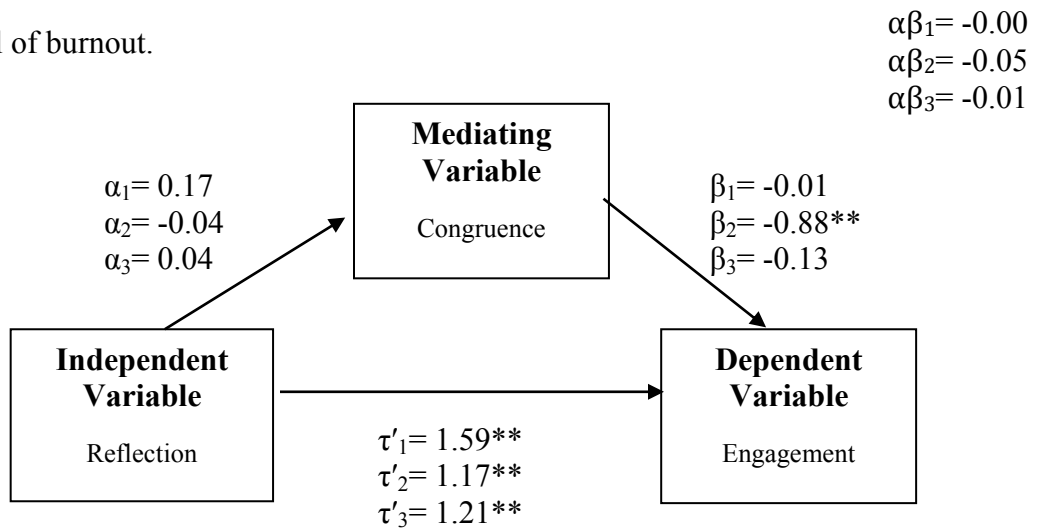 of burnout.
αβ₁= -0.00
αβ₂= -0.05
αβ₃= -0.01
Mediating
Variable
Congruence
α₁= 0.17
α₂= -0.04
α₃= 0.04
β₁= -0.01
β₂= -0.88**
β₃= -0.13
Independent
Variable
Reflection
τ′₁= 1.59**
τ′₂= 1.17**
τ′₃= 1.21**
Dependent
Variable
Engagement